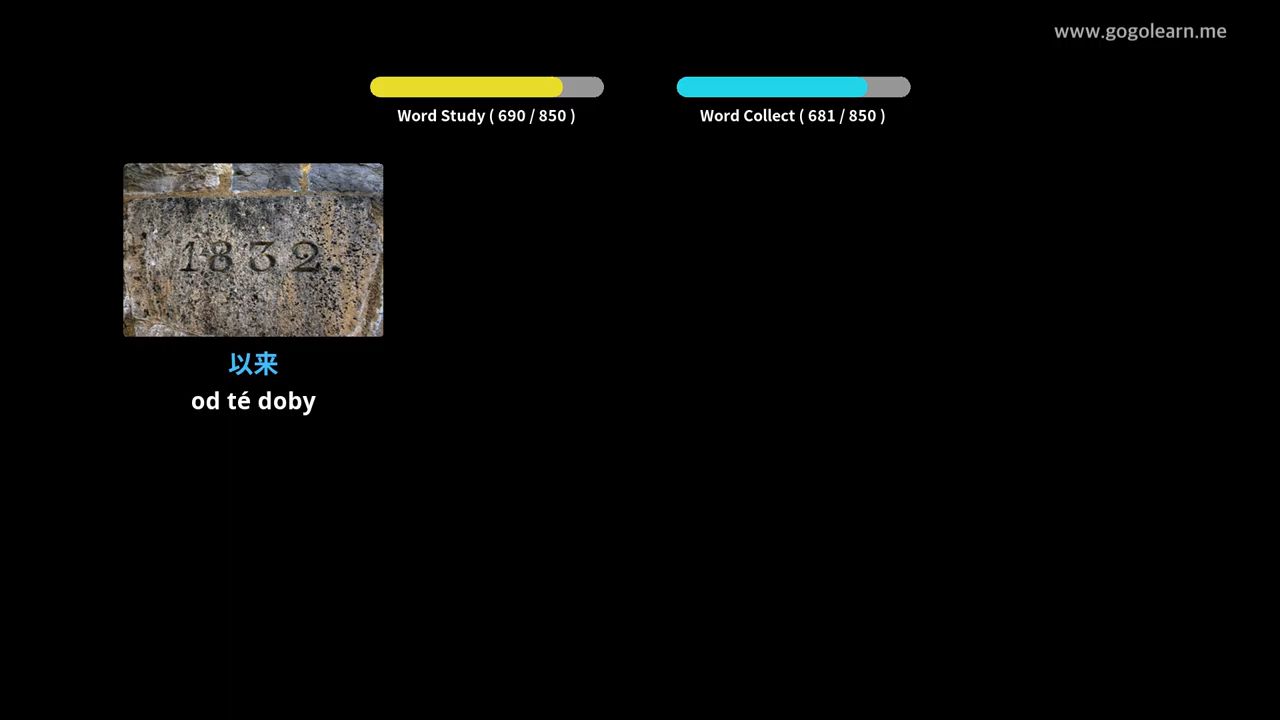 www.gogolearn.me
Word Study ( 690 / 850 )
Word Collect ( 681 / 850 )
1832.
以来
od té doby